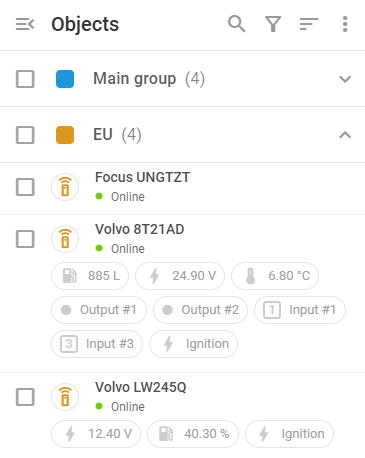 Objects
Main group (4)
EU (4)
Focus UNGTZT
Online
Volvo 8T21AD
Online
885 L 24.90 V 6.80 °C
Output #1 Output #2 1 Input #1
3 Input #3 Ignition
Volvo LW245Q
Online
12.40 V 40.30 % Ignition